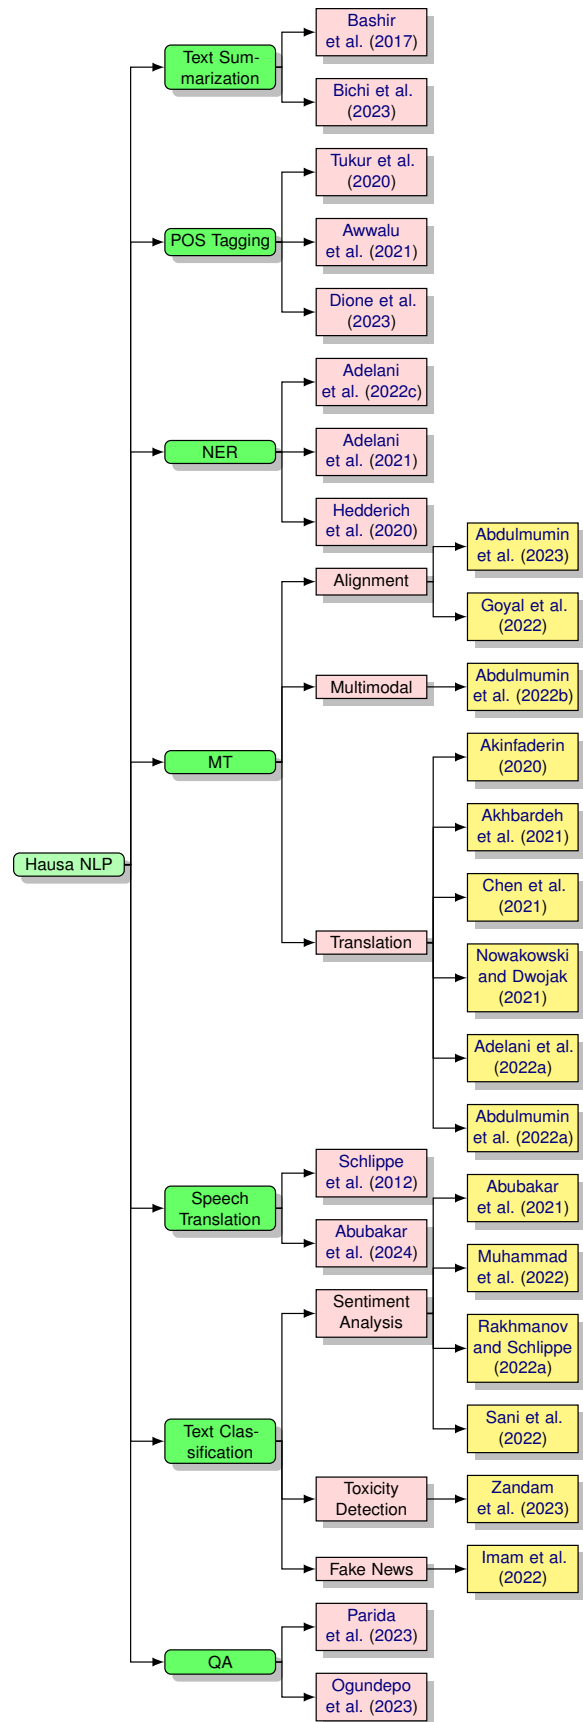 Hausa NLP
Text Sum-
marization
Bashir
et al. (2017)
Bichi et al.
(2023)
POS Tagging
Tukur et al.
(2020)
Awwalu
et al. (2021)
Dione et al.
(2023)
NER
Adelani
et al. (2022c)
Adelani
et al. (2021)
Hedderich
et al. (2020)
MT
Alignment
Abdulmumin
et al. (2023)
Goyal et al.
(2022)
Multimodal
Abdulmumin
et al. (2022b)
Translation
Akinfaderin
(2020)
Akhbardeh
et al. (2021)
Chen et al.
(2021)
Nowakowski
and Dwojak
(2021)
Adelani et al.
(2022a)
Abdulmumin
et al. (2022a)
Speech
Translation
Schlippe
et al. (2012)
Abubakar
et al. (2024)
Text Clas-
sification
Sentiment
Analysis
Abubakar
et al. (2021)
Muhammad
et al. (2022)
Rakhmanov
and Schlippe
(2022a)
Sani et al.
(2022)
Toxicity
Detection
Zandam
et al. (2023)
Fake News
Imam et al.
(2022)
QA
Parida
et al. (2023)
Ogundepo
et al. (2023)